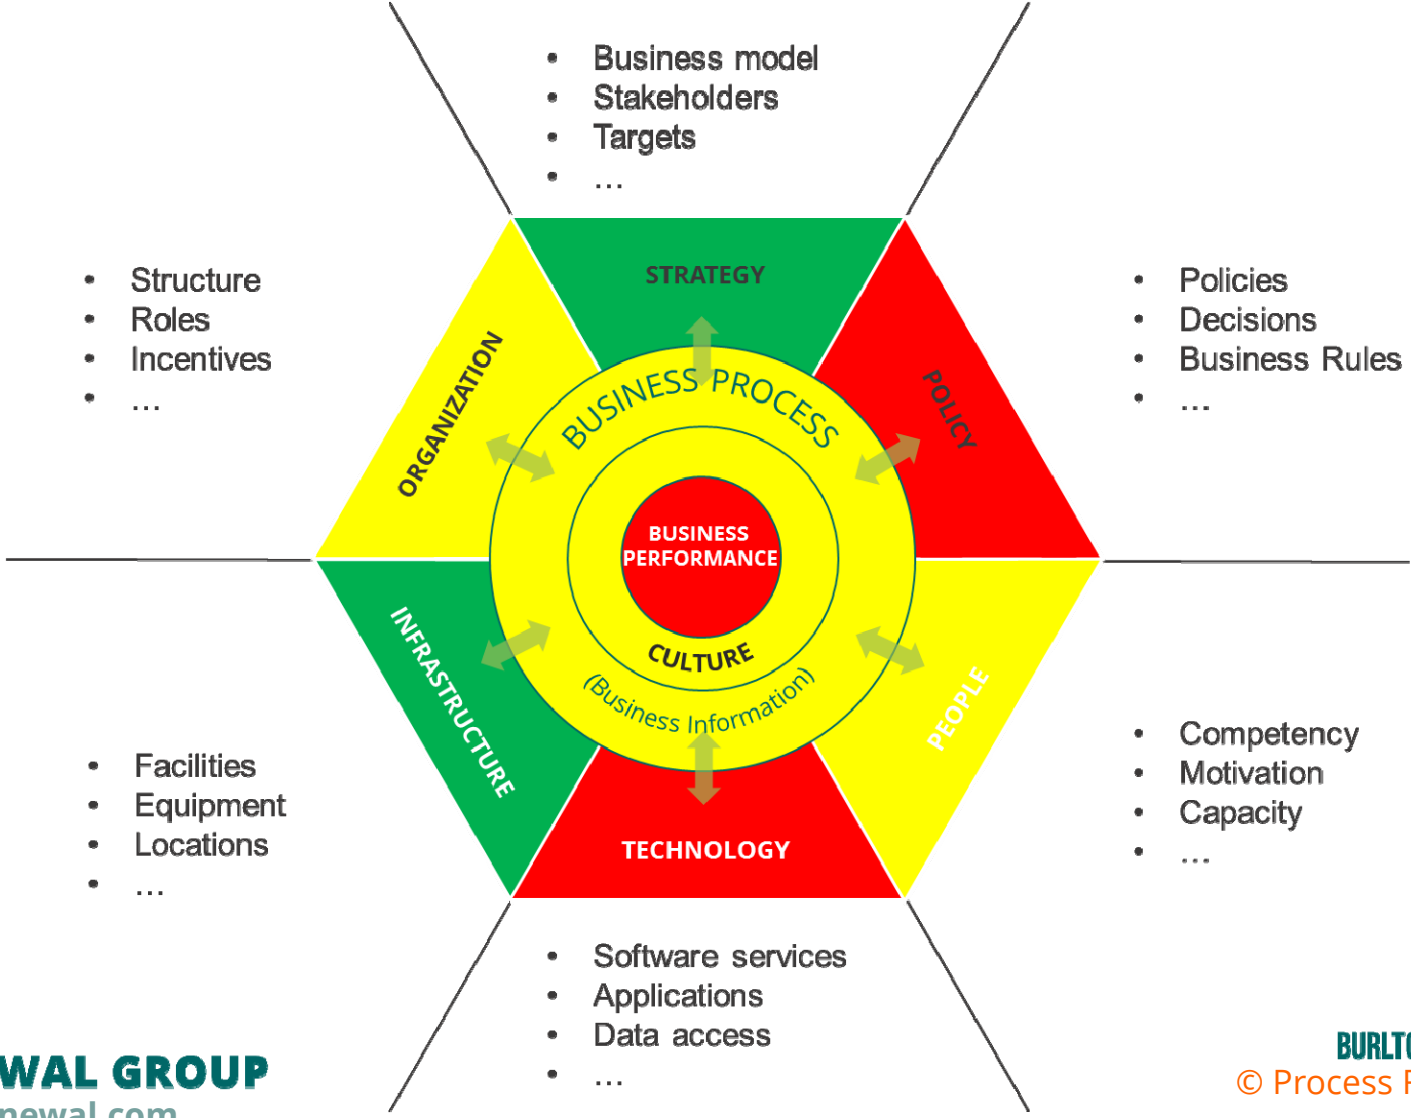 • Business model
• Stakeholders
• Targets
• ...
• Structure
• Roles
• Incentives
• ...
• Policies
• Decisions
• Business Rules
• ...
STRATEGY
ORGANIZATION
POLICY
BUSINESS PROCESS
BUSINESS
PERFORMANCE
CULTURE
(Business Information)
INFRASTRUCTURE
PEOPLE
TECHNOLOGY
• Facilities
• Equipment
• Locations
• ...
• Competency
• Motivation
• Capacity
• ...
• Software services
• Applications
• Data access
• ...
GROUP
© Process